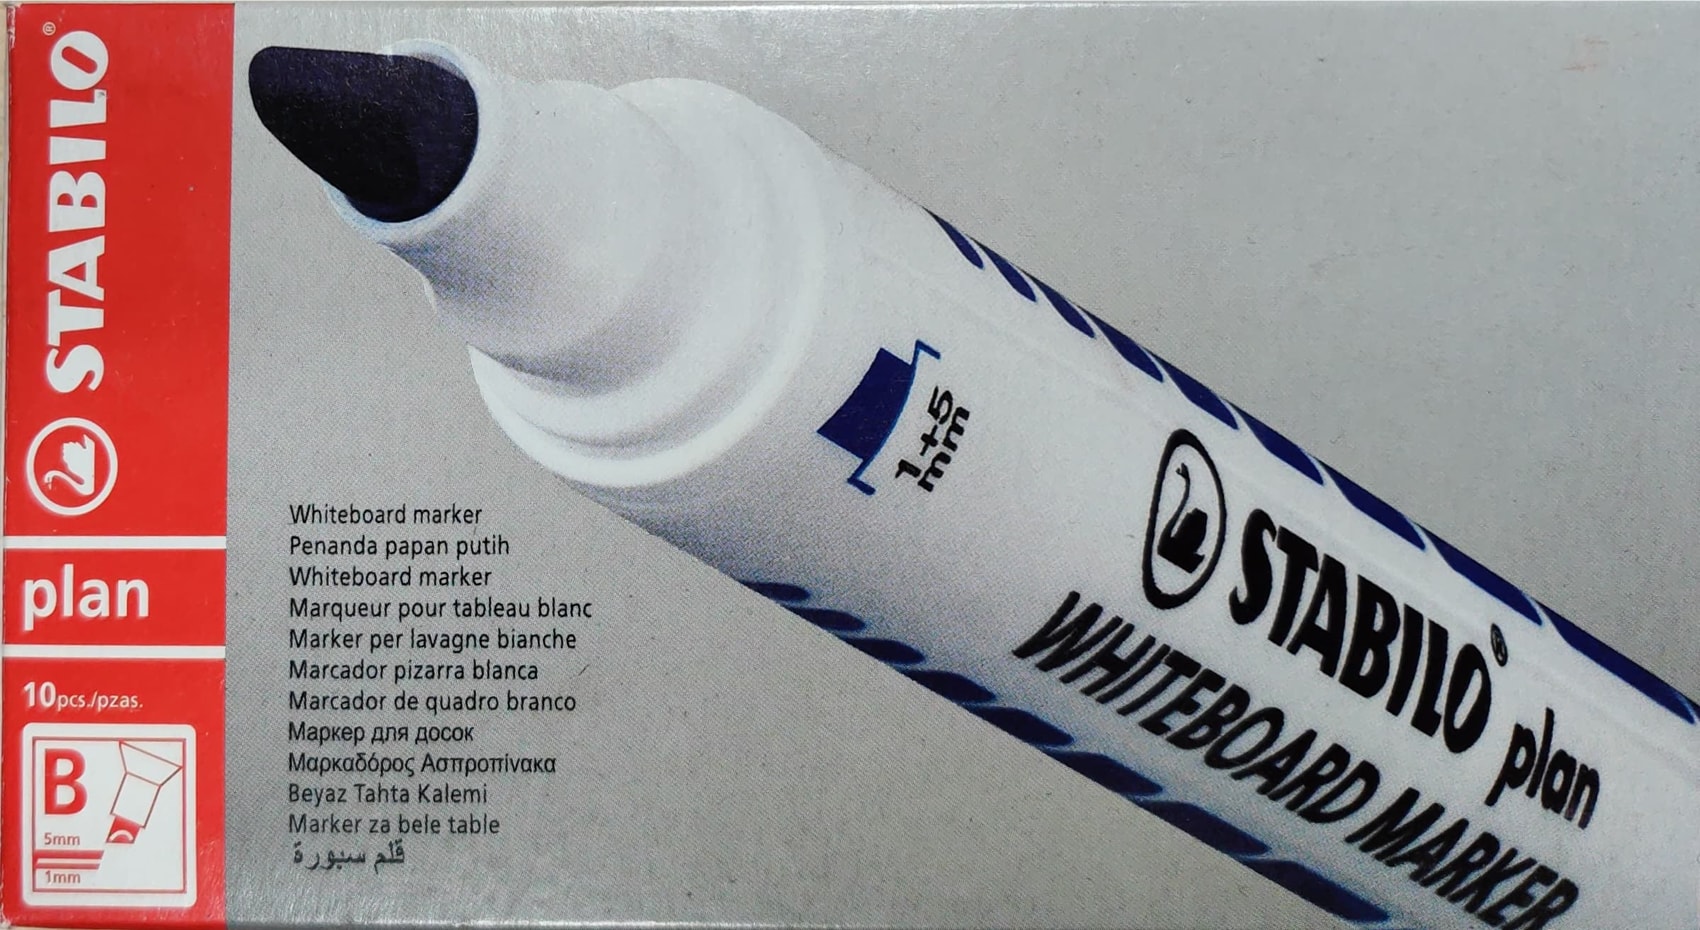 STABILO®
plan
10pcs./pzas.
B
5mm
1mm
Whiteboard marker
Penanda papan putih
Whiteboard marker
Marqueur pour tableau blanc
Marker per lavagne bianche
Marcador pizarra blanca
Marcador de quadro branco
Маркер для досок
Μαρκαδόρος Ασπροπίνακα
Beyaz Tahta Kalemi
Marker za bele table
قلم سبورة
1+5
mm
STABILO® plan
WHITEBOARD MARKER